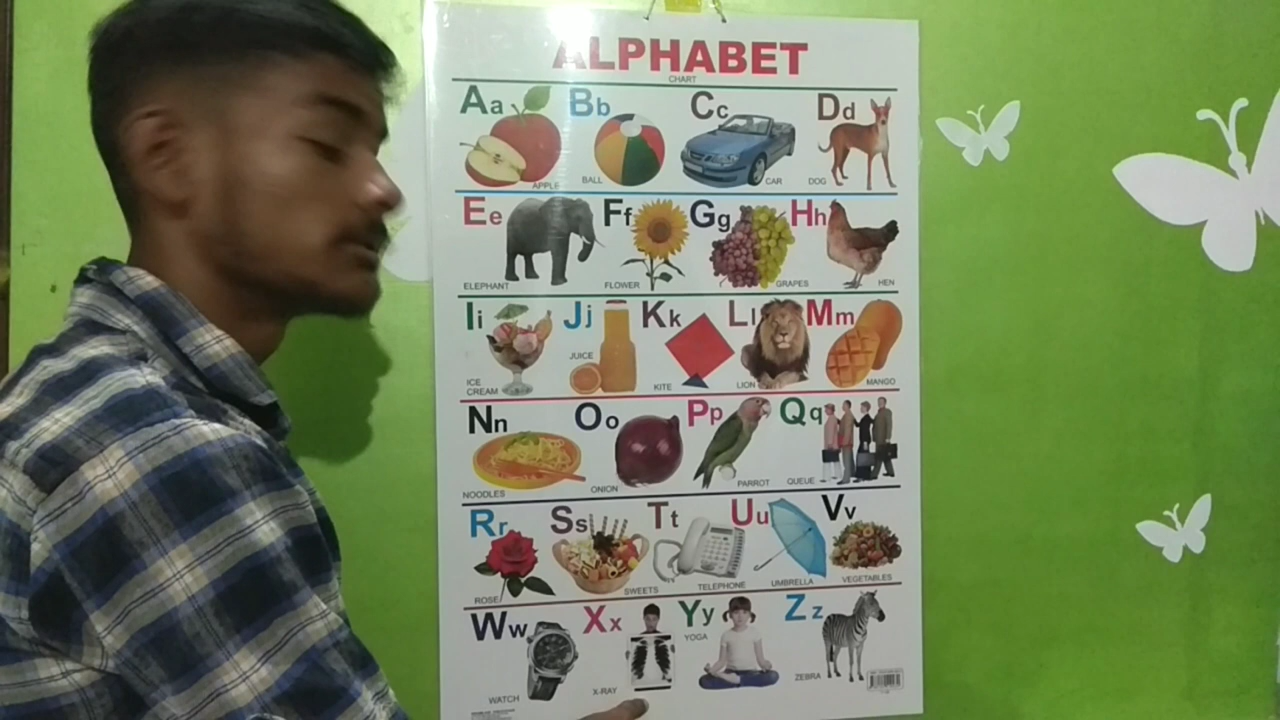 ALPHABET
CHART
Aa Bb Cc Dd
APPLE BALL CAR DOG
Ee Ff Gg Hh
ELEPHANT FLOWER GRAPES HEN
Ii Jj Kk Ll Mm
ICE CREAM JUICE KITE LION MANGO
Nn Oo Pp Qq
NOODLES ONION PARROT QUEUE
Rr Ss Tt Uu Vv
ROSE SWEETS TELEPHONE UMBRELLA VEGETABLES
Ww Xx Yy Zz
WATCH X-RAY YOGA ZEBRA